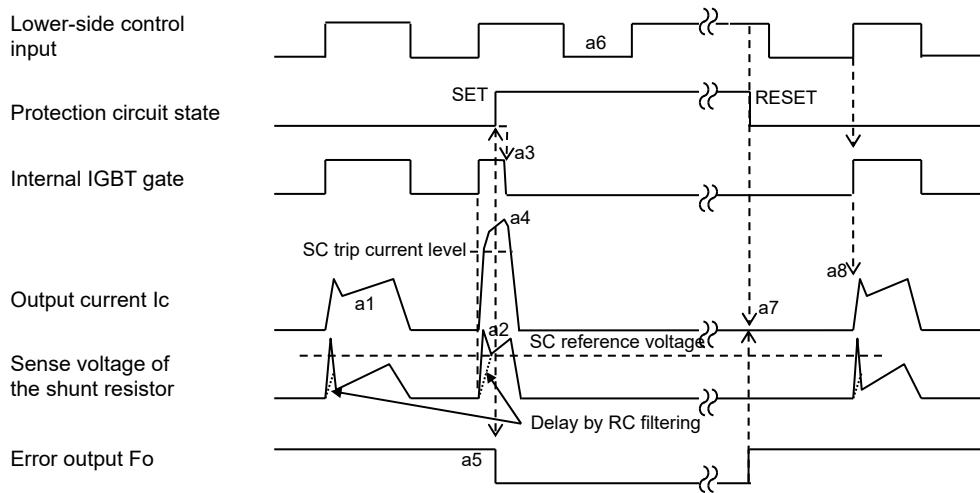 Lower-side control
input
a6
Protection circuit state
SET
RESET
a3
Internal IGBT gate
a4
SC trip current level
a8
Output current Ic
a1
a7
a2
SC reference voltage
Sense voltage of
the shunt resistor
Delay by RC filtering
Error output Fo
a5